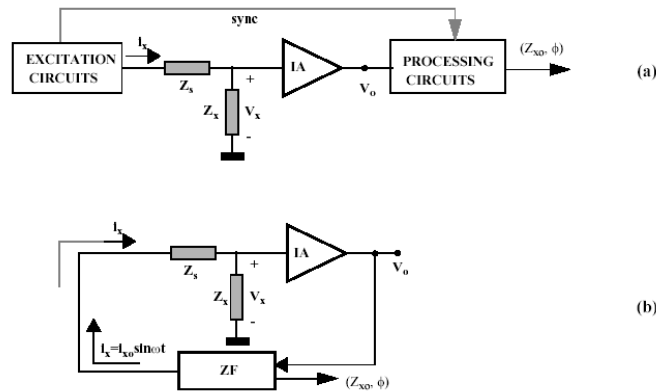 sync
EXCITATION
CIRCUITS
ix
Zs
Zx
+
Vx
-
IA
Vo
PROCESSING
CIRCUITS
(Zxo, ϕ)
(a)
ix
Zs
Zx
+
Vx
-
IA
Vo
(b)
ix=ixosinωt
ZF
(Zxo, ϕ)